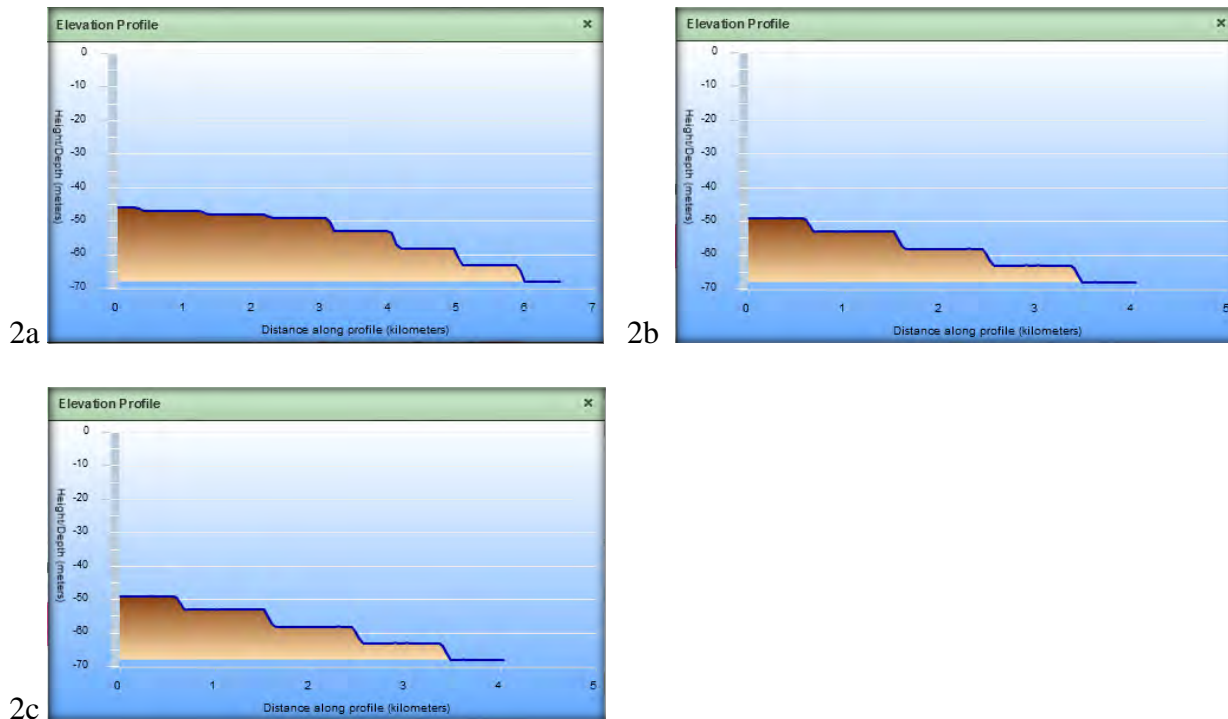 Elevation Profile ×
0
-10
-20
-30
-40
-50
-60
-70
Height/Depth (meters)
0 1 2 3 4 5 6 7
Distance along profile (kilometers)
2a
Elevation Profile ×
0
-10
-20
-30
-40
-50
-60
-70
Height/Depth (meters)
0 1 2 3 4 5
Distance along profile (kilometers)
2b
Elevation Profile ×
0
-10
-20
-30
-40
-50
-60
-70
Height/Depth (meters)
0 1 2 3 4 5
Distance along profile (kilometers)
2c